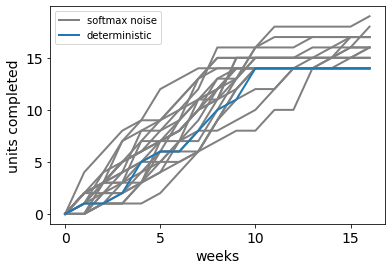 softmax noise
deterministic
units completed
15
10
5
0
0 5 10 15
weeks